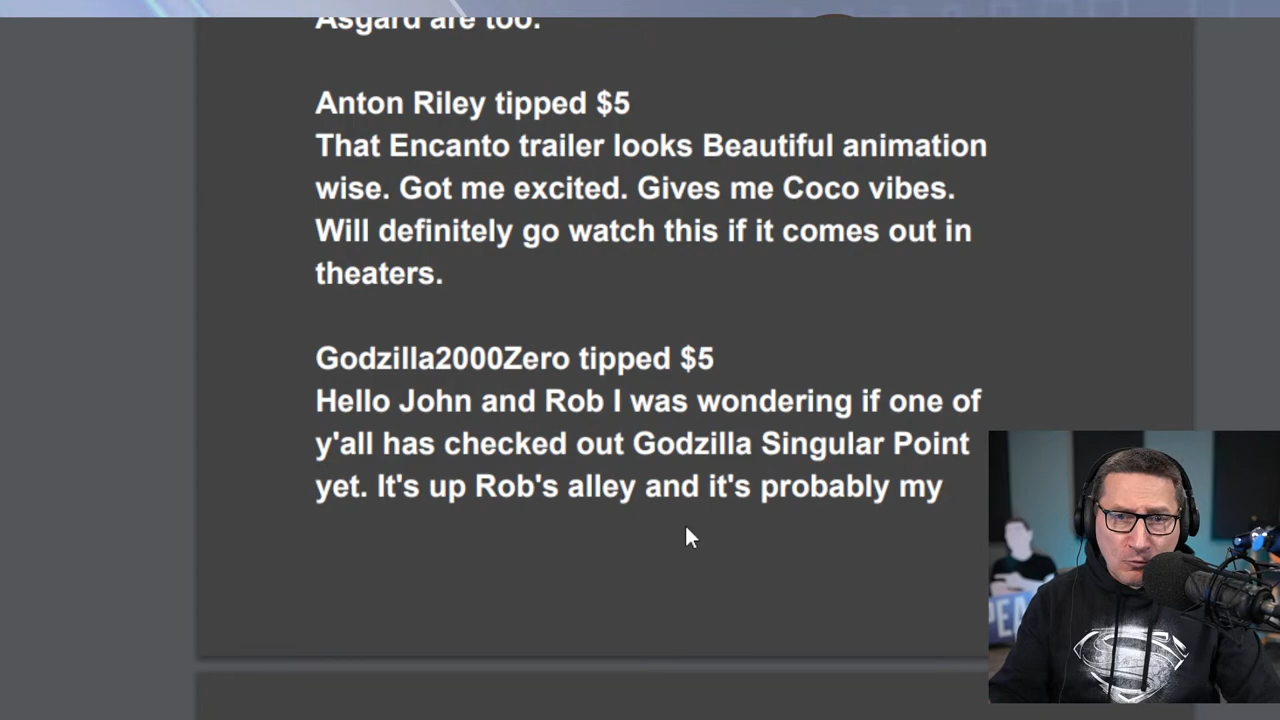 Asgard are too.
Anton Riley tipped $5
That Encanto trailer looks Beautiful animation
wise. Got me excited. Gives me Coco vibes.
Will definitely go watch this if it comes out in
theaters.
Godzilla2000Zero tipped $5
Hello John and Rob I was wondering if one of
y'all has checked out Godzilla Singular Point
yet. It's up Rob's alley and it's probably my